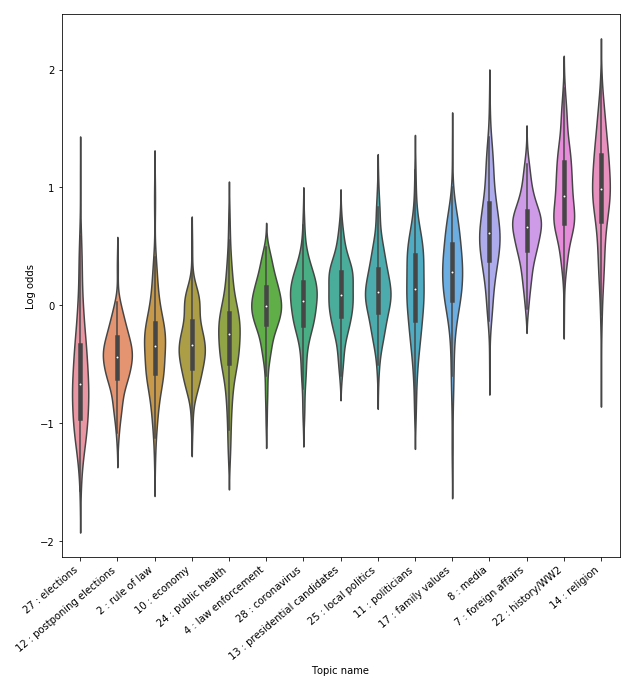 2
1
0
−1
−2
Log odds
27 : elections
12 : postponing elections
2 : rule of law
10 : economy
24 : public health
4 : law enforcement
28 : coronavirus
13 : presidential candidates
25 : local politics
11 : politicians
17 : family values
8 : media
7 : foreign affairs
22 : history/WW2
14 : religion
Topic name